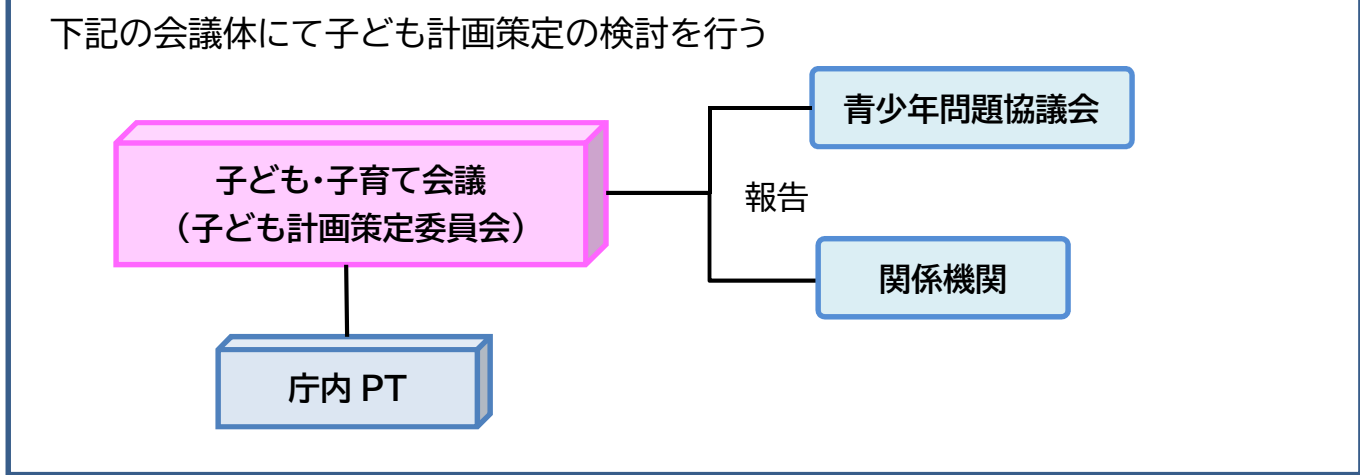 下記の会議体にて子ども計画策定の検討を行う
青少年問題協議会
子ども・子育て会議
（子ども計画策定委員会）
報告
関係機関
庁内 PT